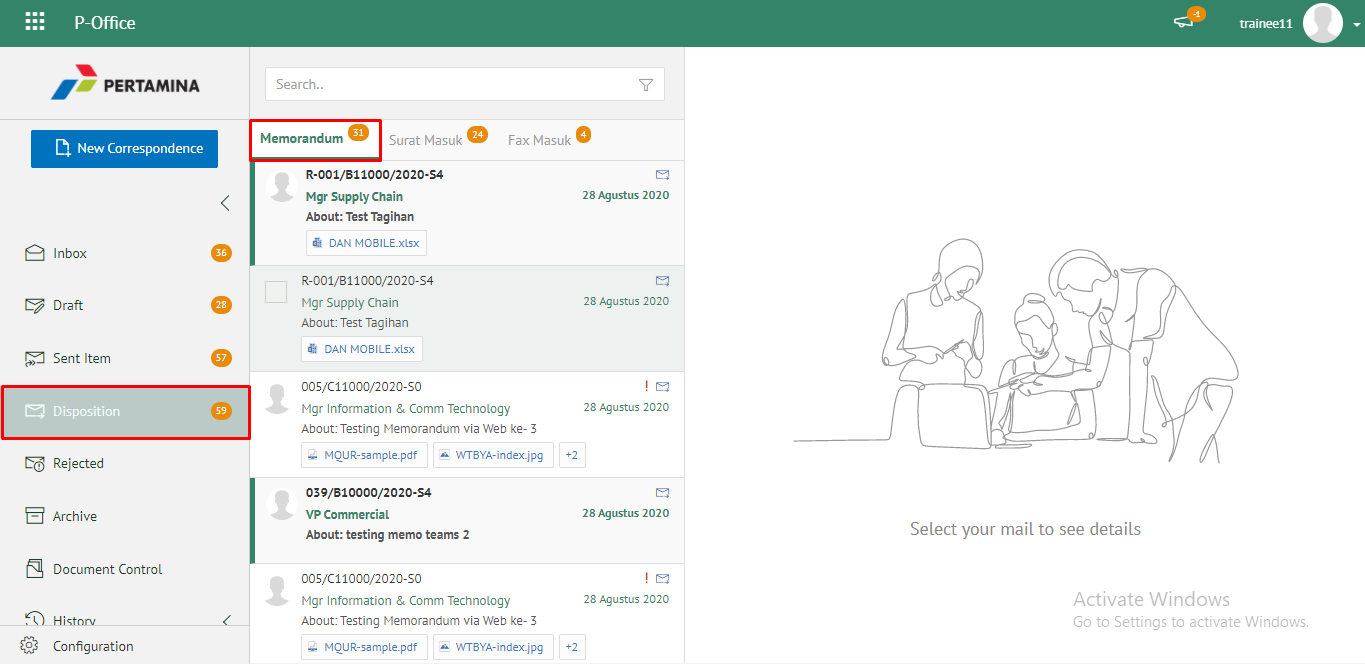 P-Office
-1
trainee11
PERTAMINA
New Correspondence
Inbox 36
Draft 28
Sent Item 57
Disposition 59
Rejected
Archive
Document Control
History
Configuration
Search..
Memorandum 31 Surat Masuk 24 Fax Masuk 4
R-001/B11000/2020-S4
Mgr Supply Chain 28 Agustus 2020
About: Test Tagihan
DAN MOBILE.xlsx
R-001/B11000/2020-S4
Mgr Supply Chain 28 Agustus 2020
About: Test Tagihan
DAN MOBILE.xlsx
005/C11000/2020-S0 !
Mgr Information & Comm Technology 28 Agustus 2020
About: Testing Memorandum via Web ke- 3
MQUR-sample.pdf WTBYA-index.jpg +2
039/B10000/2020-S4
VP Commercial 28 Agustus 2020
About: testing memo teams 2
005/C11000/2020-S0 !
Mgr Information & Comm Technology 28 Agustus 2020
About: Testing Memorandum via Web ke- 3
MQUR-sample.pdf WTBYA-index.jpg +2
Select your mail to see details
Activate Windows
Go to Settings to activate Windows.